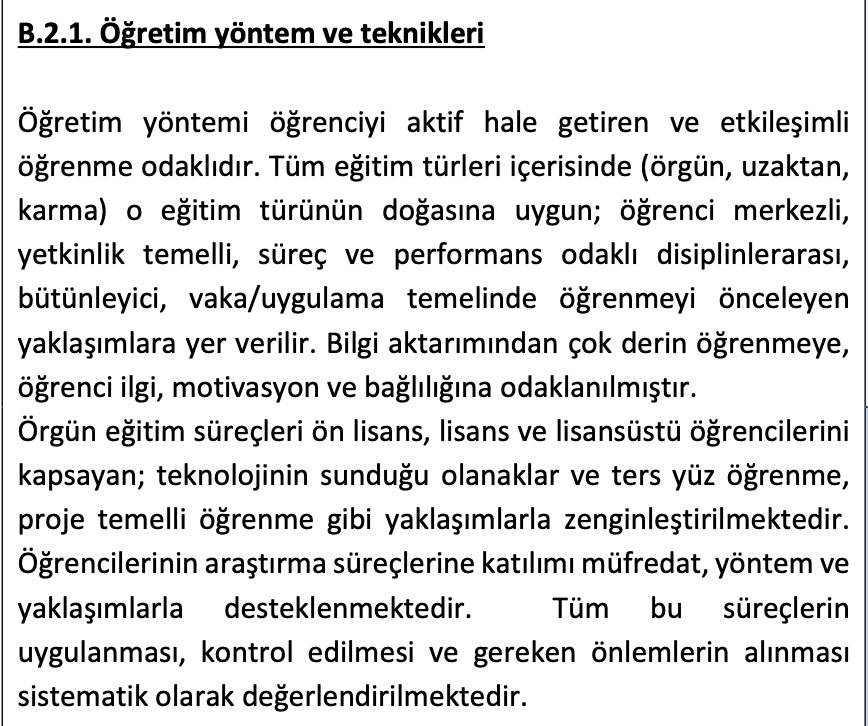 B.2.1. Öğretim yöntem ve teknikleri
Öğretim yöntemi öğrenciyi aktif hale getiren ve etkileşimli
öğrenme odaklıdır. Tüm eğitim türleri içerisinde (örgün, uzaktan,
karma) o eğitim türünün doğasına uygun; öğrenci merkezli,
yetkinlik temelli, süreç ve performans odaklı disiplinlerarası,
bütünleyici, vaka/uygulama temelinde öğrenmeyi önceleyen
yaklaşımlara yer verilir. Bilgi aktarımından çok derin öğrenmeye,
öğrenci ilgi, motivasyon ve bağlılığına odaklanılmıştır.
Örgün eğitim süreçleri ön lisans, lisans ve lisansüstü öğrencilerini
kapsayan; teknolojinin sunduğu olanaklar ve ters yüz öğrenme,
proje temelli öğrenme gibi yaklaşımlarla zenginleştirilmektedir.
Öğrencilerinin araştırma süreçlerine katılımı müfredat, yöntem ve
yaklaşımlarla desteklenmektedir. Tüm bu süreçlerin
uygulanması, kontrol edilmesi ve gereken önlemlerin alınması
sistematik olarak değerlendirilmektedir.